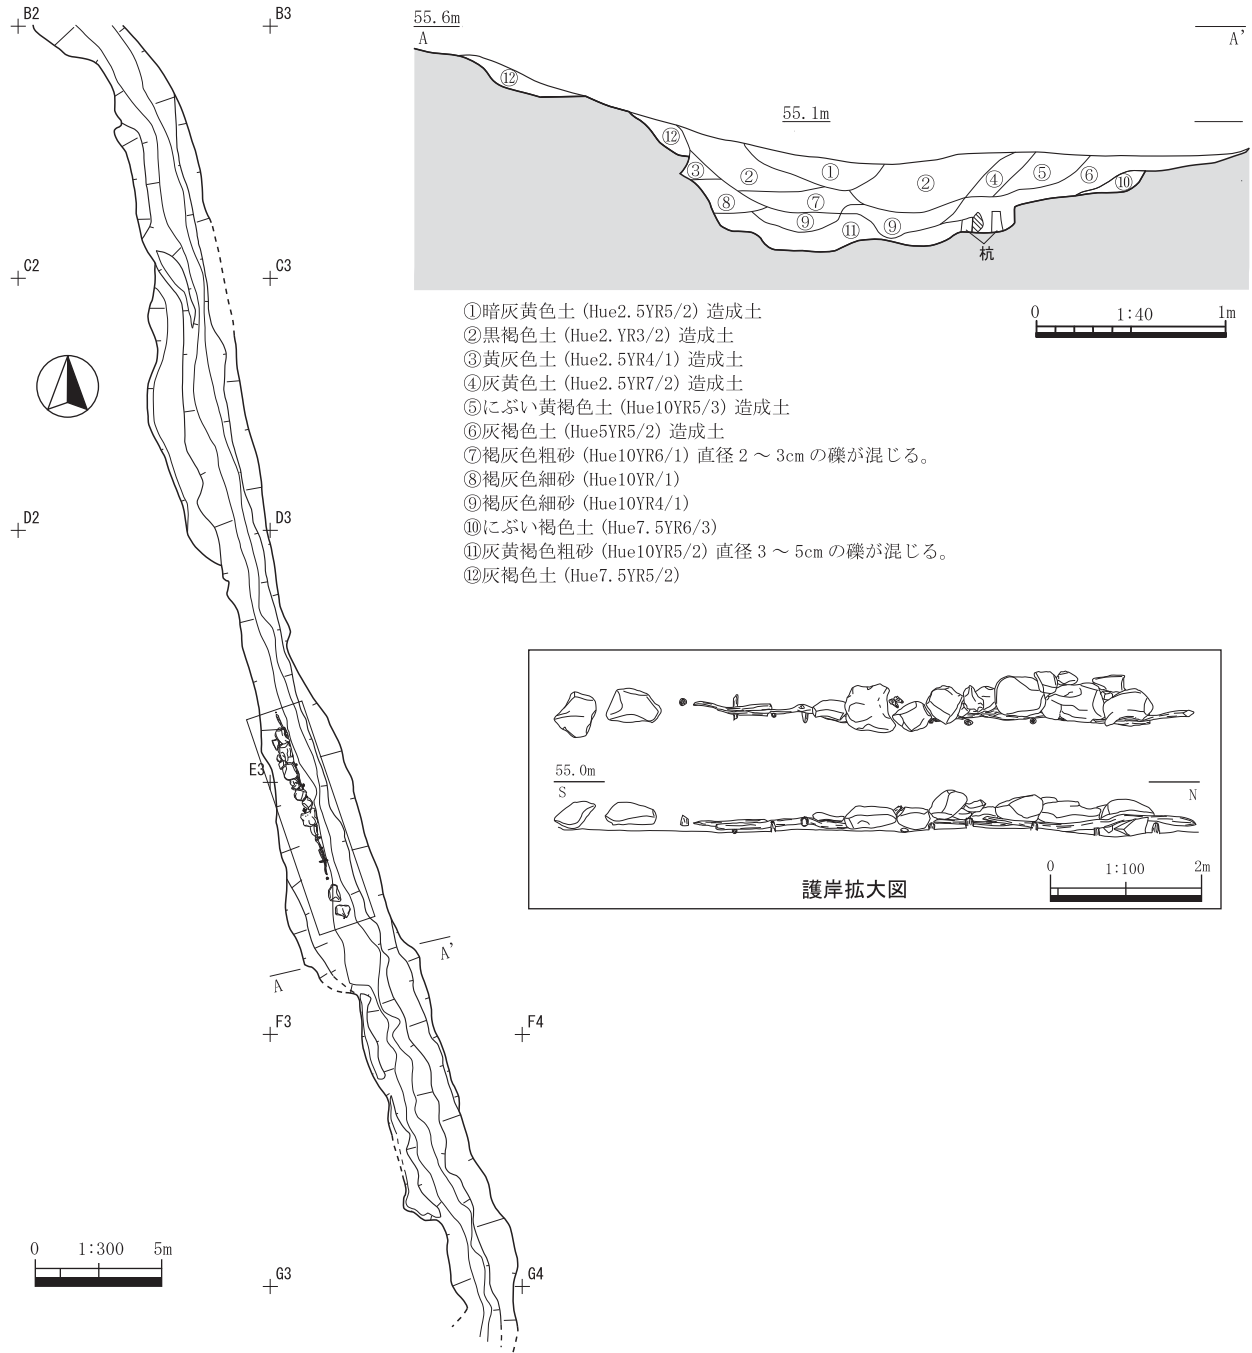 B2
B3
C2
C3
D2
D3
E3
A
A'
F3
F4
G3
G4
0 1:300 5m
55.6m
A
A'
55.1m
⑫
⑫
③
②
①
②
④
⑤
⑥
⑩
⑧
⑦
⑨
⑪
⑨
杭
0 1:40 1m
①暗灰黄色土 (Hue2.5YR5/2) 造成土
②黒褐色土 (Hue2.YR3/2) 造成土
③黄灰色土 (Hue2.5YR4/1) 造成土
④灰黄色土 (Hue2.5YR7/2) 造成土
⑤にぶい黄褐色土 (Hue10YR5/3) 造成土
⑥灰褐色土 (Hue5YR5/2) 造成土
⑦褐灰色粗砂 (Hue10YR6/1) 直径2～3cmの礫が混じる。
⑧褐灰色細砂 (Hue10YR/1)
⑨褐灰色細砂 (Hue10YR4/1)
⑩にぶい褐色土 (Hue7.5YR6/3)
⑪灰黄褐色粗砂 (Hue10YR5/2) 直径3～5cmの礫が混じる。
⑫灰褐色土 (Hue7.5YR5/2)
55.0m
S
N
護岸拡大図
0 1:100 2m